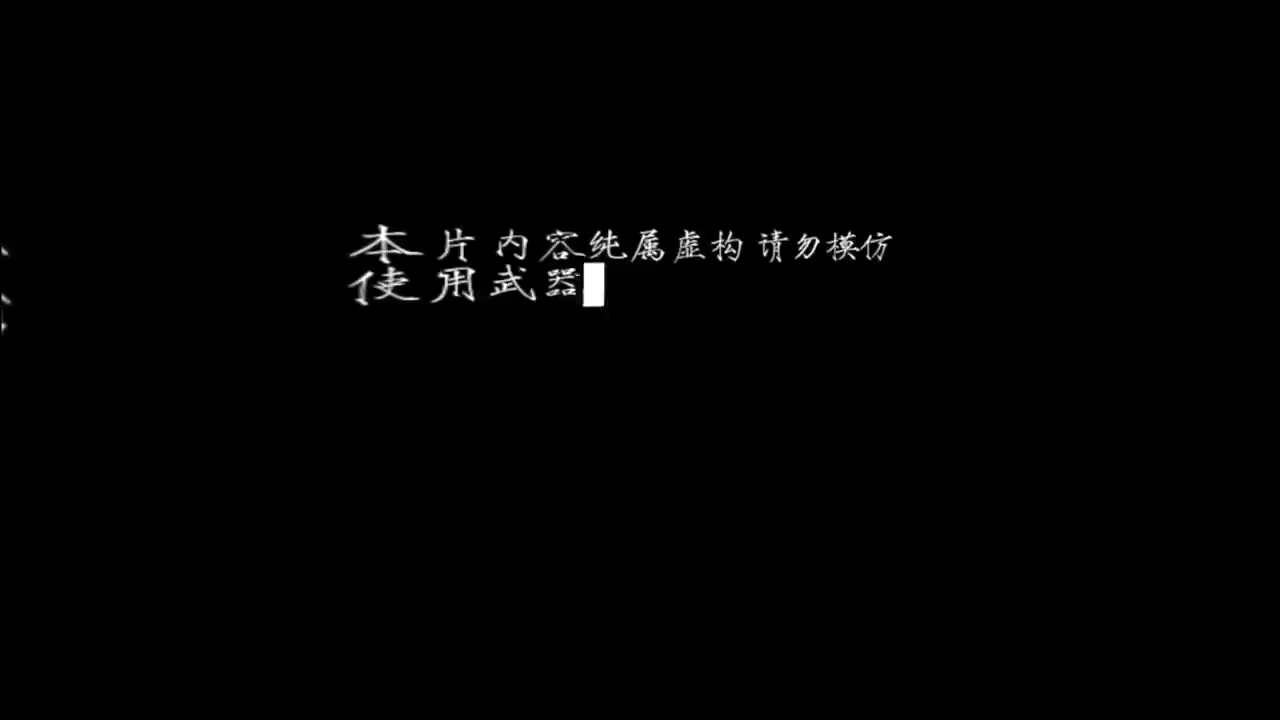 本片内容纯属虚构 请勿模仿
使用武器